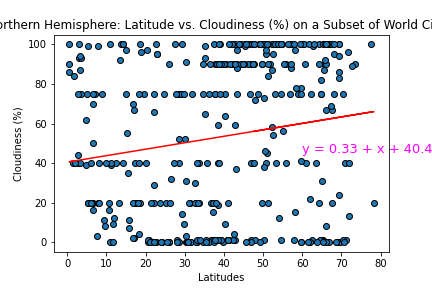 orthern Hemisphere: Latitude vs. Cloudiness (%) on a Subset of World Ci
100
80
60
40
20
0
Cloudiness (%)
y = 0.33 + x + 40.4
0 10 20 30 40 50 60 70 80
Latitudes